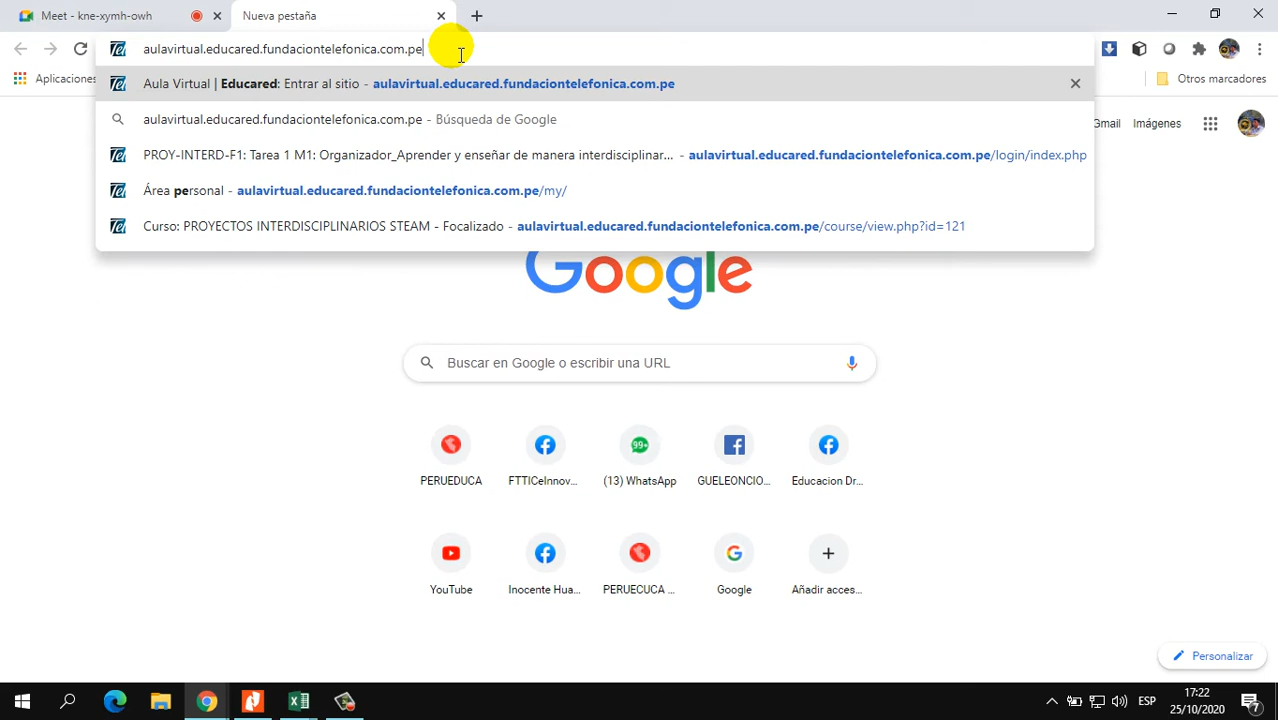 Meet - kne-xymh-owh
Nueva pestaña
aulavirtual.educared.fundaciontelefonica.com.pe
Aula Virtual | Educared: Entrar al sitio - aulavirtual.educared.fundaciontelefonica.com.pe
aulavirtual.educared.fundaciontelefonica.com.pe - Búsqueda de Google
PROY-INTERD-F1: Tarea 1 M1: Organizador_Aprender y enseñar de manera interdisciplinar... - aulavirtual.educared.fundaciontelefonica.com.pe/login/index.php
Área personal - aulavirtual.educared.fundaciontelefonica.com.pe/my/
Curso: PROYECTOS INTERDISCIPLINARIOS STEAM - Focalizado - aulavirtual.educared.fundaciontelefonica.com.pe/course/view.php?id=121
Aplicaciones
Otros marcadores
Gmail Imágenes
Google
Buscar en Google o escribir una URL
99+
PERUEDUCA FTTICeInnov... (13) WhatsApp GUELEONCIO... Educacion Dr...
YouTube Inocente Hua... PERUECUCA ... Google Añadir acces...
Personalizar
ESP
17:22
25/10/2020
7